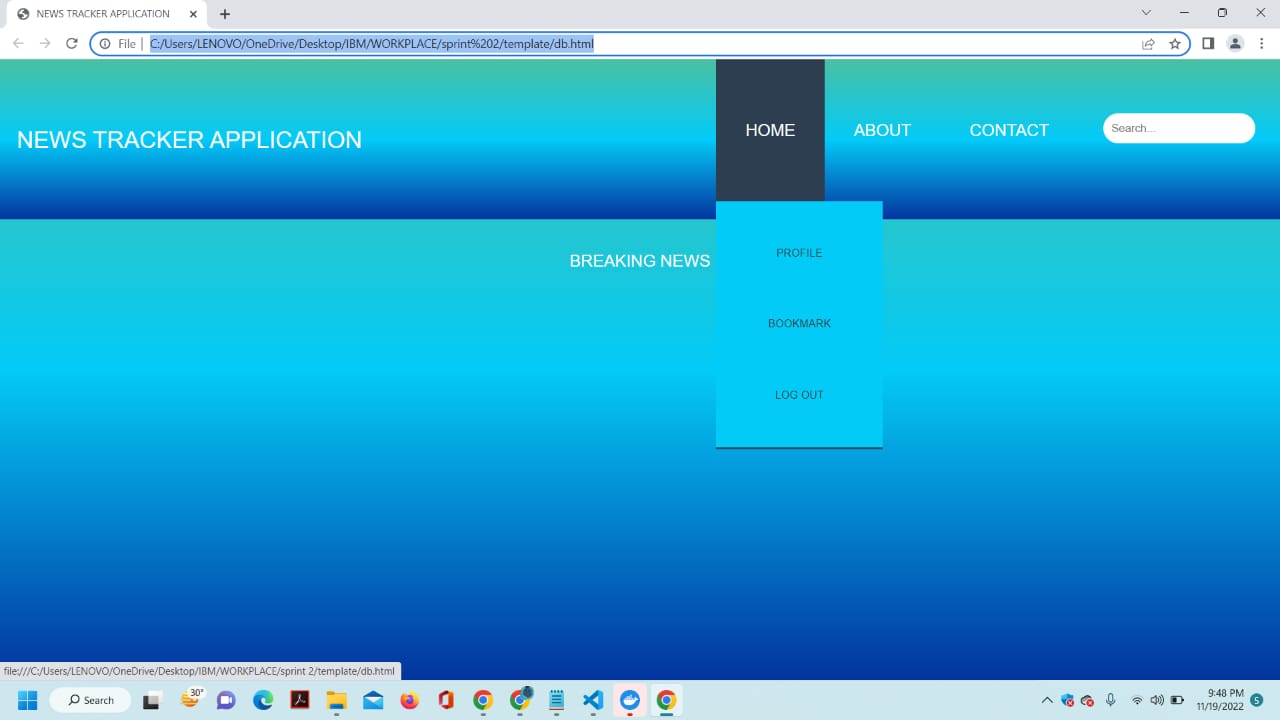 NEWS TRACKER APPLICATION
File
C:/Users/LENOVO/OneDrive/Desktop/IBM/WORKPLACE/sprint%202/template/db.html
NEWS TRACKER APPLICATION
HOME
ABOUT
CONTACT
Search...
BREAKING NEWS
PROFILE
BOOKMARK
LOG OUT
file:///C:/Users/LENOVO/OneDrive/Desktop/IBM/WORKPLACE/sprint 2/template/db.html
Search
30°
9:48 PM
11/19/2022
5